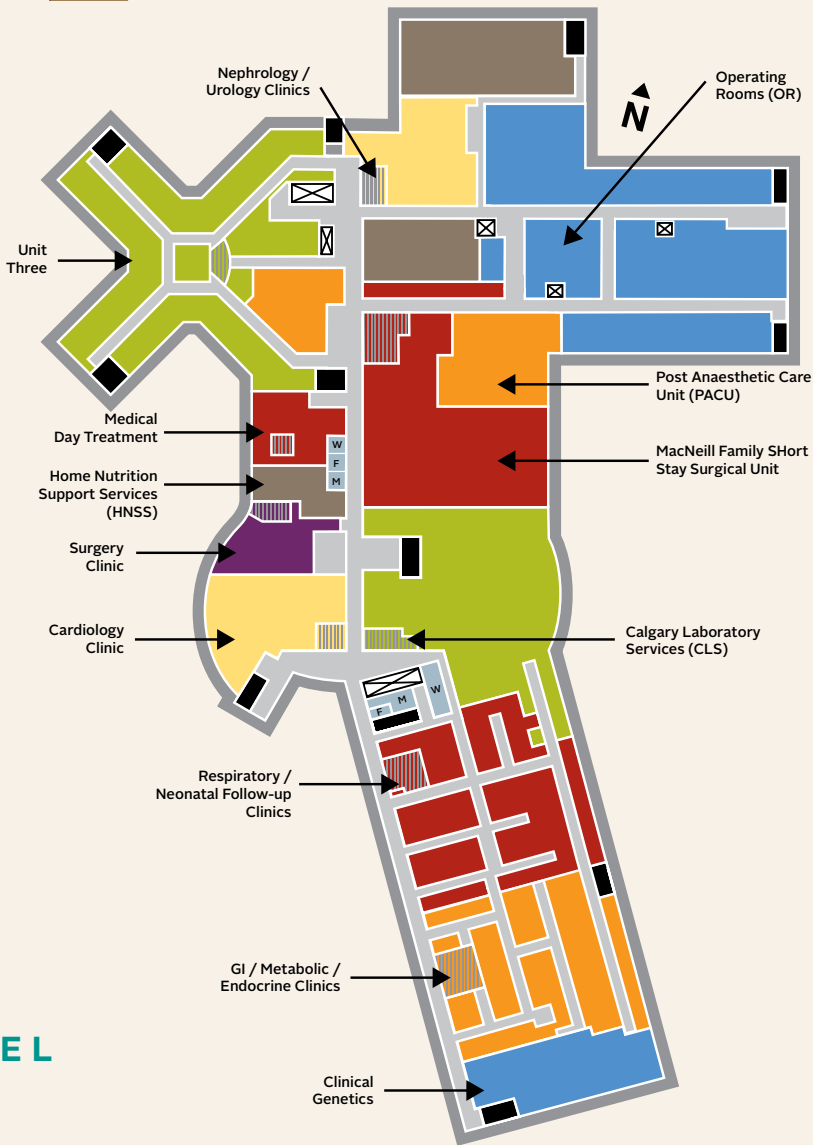 Nephrology /
Urology Clinics
Operating
Rooms (OR)
N
Unit
Three
Post Anaesthetic Care
Unit (PACU)
Medical
Day Treatment
W
F
M
MacNeill Family SHort
Stay Surgical Unit
Home Nutrition
Support Services
(HNSS)
Surgery
Clinic
Cardiology
Clinic
Calgary Laboratory
Services (CLS)
W
M
F
Respiratory /
Neonatal Follow-up
Clinics
GI / Metabolic /
Endocrine Clinics
EL
Clinical
Genetics